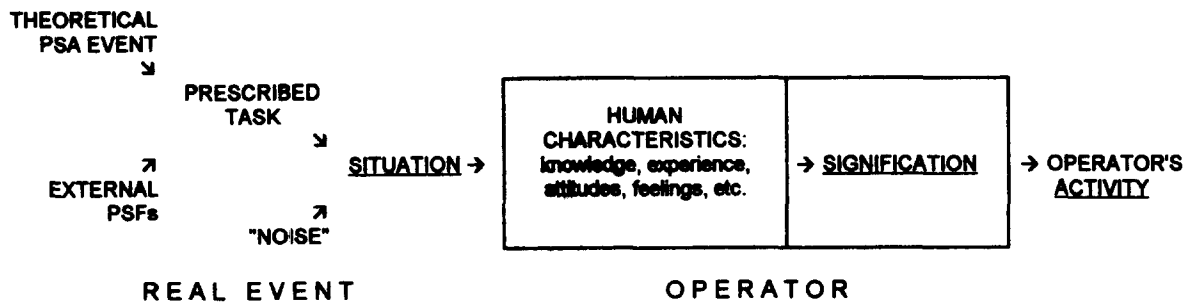 THEORETICAL
PSA EVENT
↘
PRESCRIBED
TASK
↘
↗
EXTERNAL
PSFs
SITUATION →
↗
"NOISE"
HUMAN
CHARACTERISTICS:
knowledge, experience,
attitudes, feelings, etc.
→ SIGNIFICATION
→ OPERATOR'S
ACTIVITY
REAL EVENT
OPERATOR